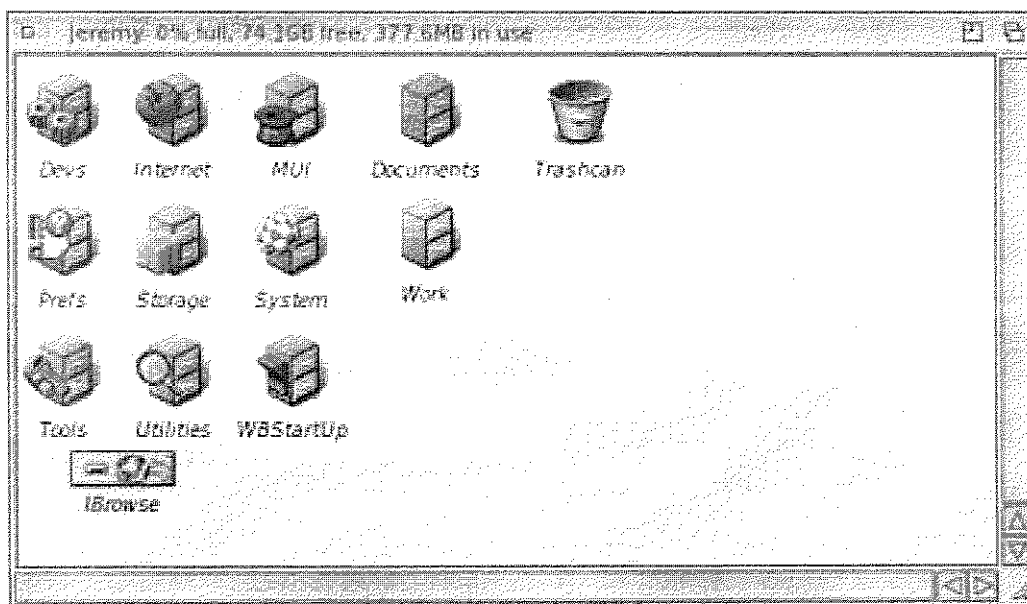 jeremy 0% full, 74.3GB free, 377.6MB in use
Devs Internet MUI Documents Trashcan
Prefs Storage System Work
Tools Utilities WBStartUp
IBrowse